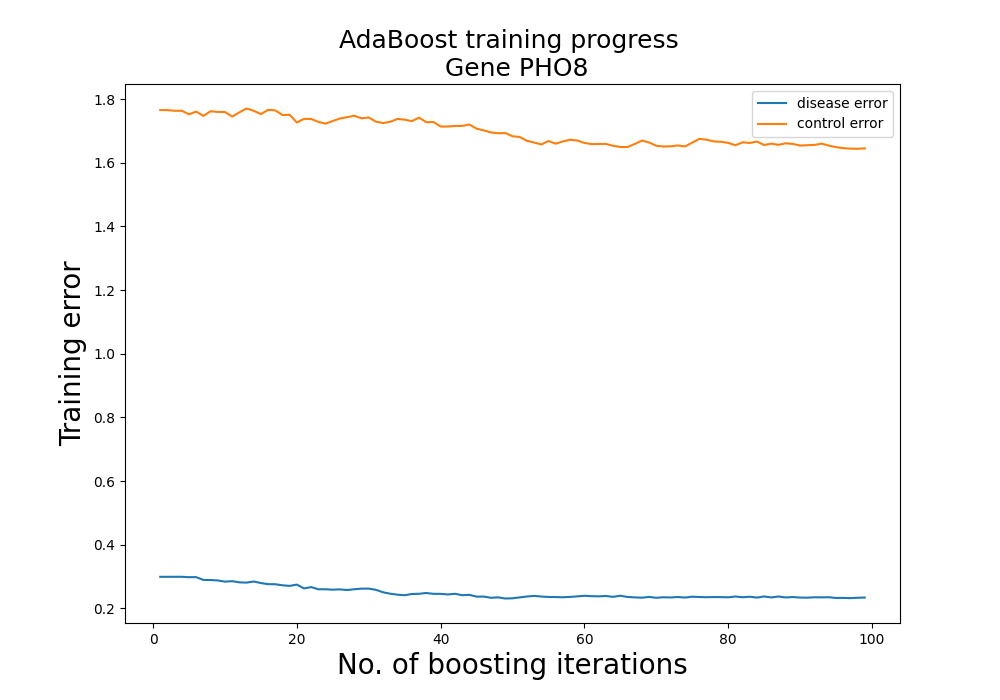 AdaBoost training progress
Gene PHO8
disease error
control error
1.8
1.6
1.4
1.2
1.0
0.8
0.6
0.4
0.2
Training error
0 20 40 60 80 100
No. of boosting iterations